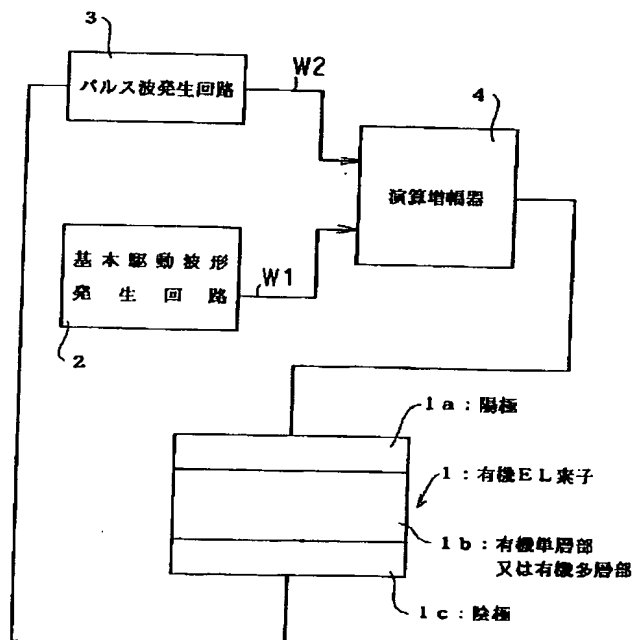 3
パルス波発生回路
W2
4
演算増幅器
基本駆動波形
発生回路
W1
2
1a:陽極
1:有機EL素子
1b:有機単層部
又は有機多層部
1c:陰極